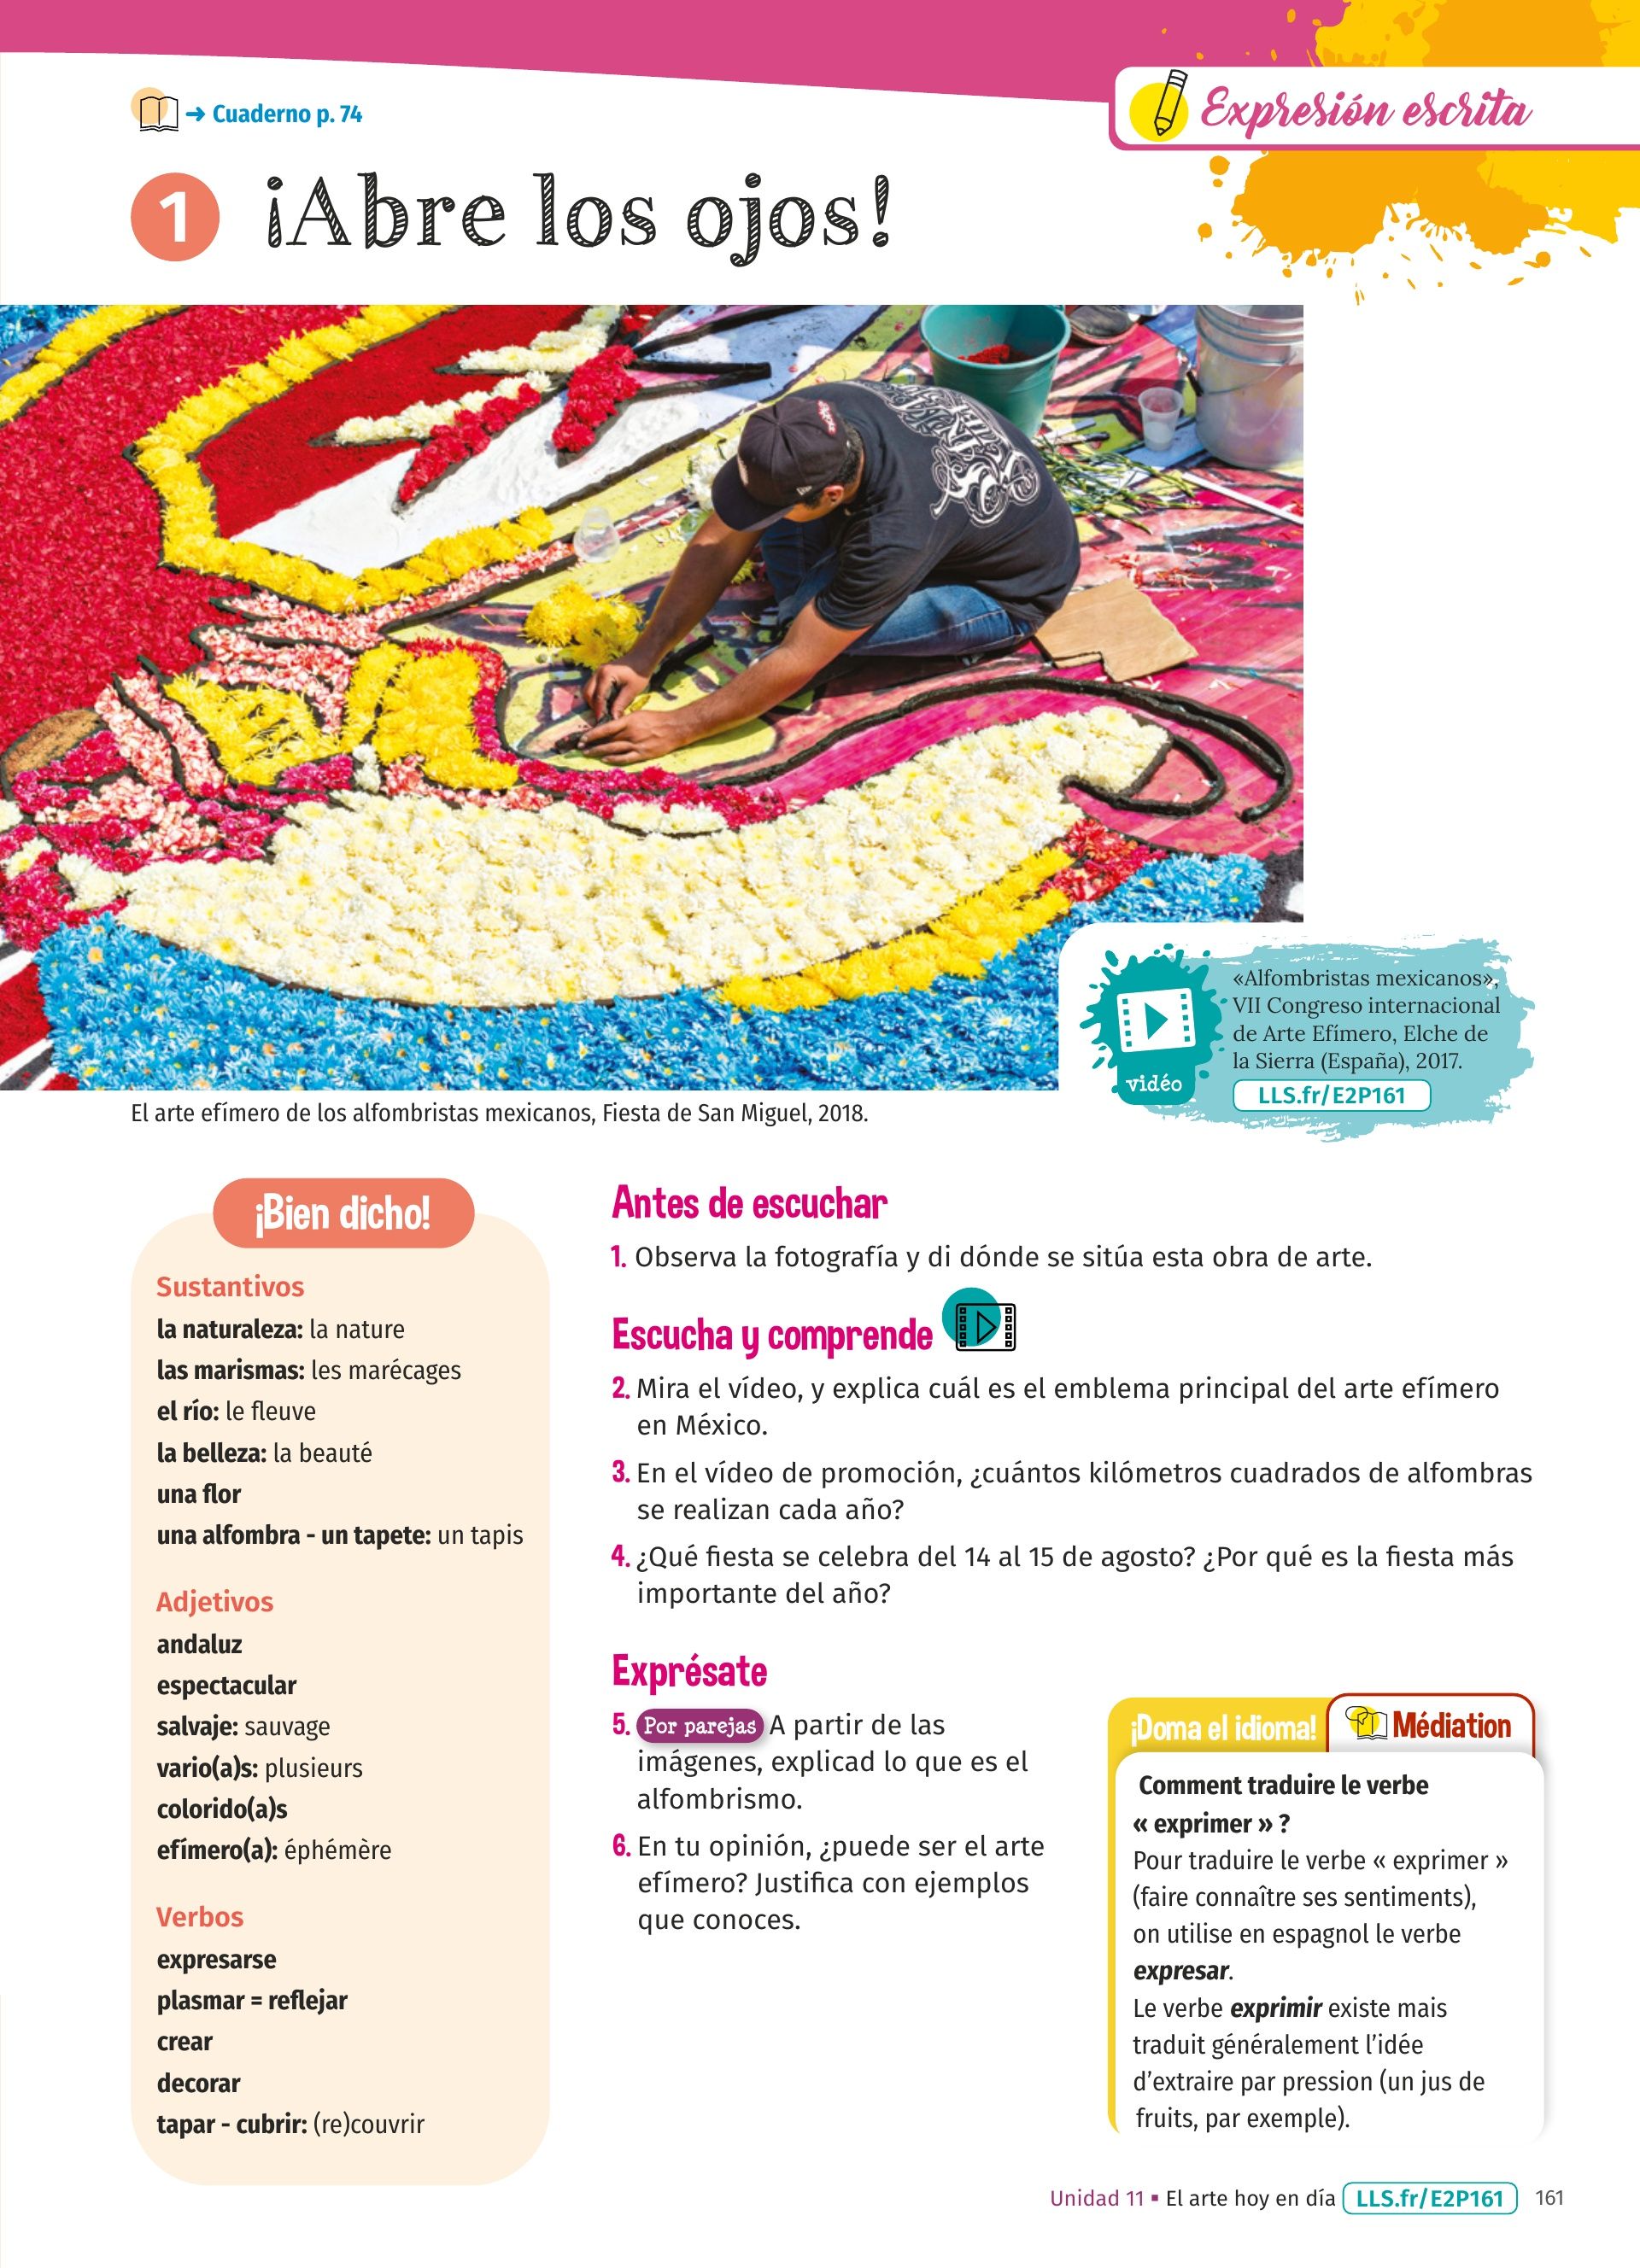 → Cuaderno p. 74
Expresión escrita
1 ¡Abre los ojos!
«Alfombristas mexicanos»,
VII Congreso internacional
de Arte Efímero, Elche de
la Sierra (España), 2017.
vidéo
LLS.fr/E2P161
El arte efímero de los alfombristas mexicanos, Fiesta de San Miguel, 2018.
¡Bien dicho!
Sustantivos
la naturaleza: la nature
las marismas: les marécages
el río: le fleuve
la belleza: la beauté
una flor
una alfombra - un tapete: un tapis
Adjetivos
andaluz
espectacular
salvaje: sauvage
vario(a)s: plusieurs
colorido(a)s
efímero(a): éphémère
Verbos
expresarse
plasmar = reflejar
crear
decorar
tapar - cubrir: (re)couvrir
Antes de escuchar
1. Observa la fotografía y di dónde se sitúa esta obra de arte.
Escucha y comprende
2. Mira el vídeo, y explica cuál es el emblema principal del arte efímero
en México.
3. En el vídeo de promoción, ¿cuántos kilómetros cuadrados de alfombras
se realizan cada año?
4. ¿Qué fiesta se celebra del 14 al 15 de agosto? ¿Por qué es la fiesta más
importante del año?
Exprésate
5. Por parejas A partir de las
imágenes, explicad lo que es el
alfombrismo.
6. En tu opinión, ¿puede ser el arte
efímero? Justifica con ejemplos
que conoces.
¡Doma el idioma! Médiation
Comment traduire le verbe
« exprimer » ?
Pour traduire le verbe « exprimer »
(faire connaître ses sentiments),
on utilise en espagnol le verbe
expresar.
Le verbe exprimir existe mais
traduit généralement l'idée
d'extraire par pression (un jus de
fruits, par exemple).
Unidad 11 ▪ El arte hoy en día LLS.fr/E2P161 161